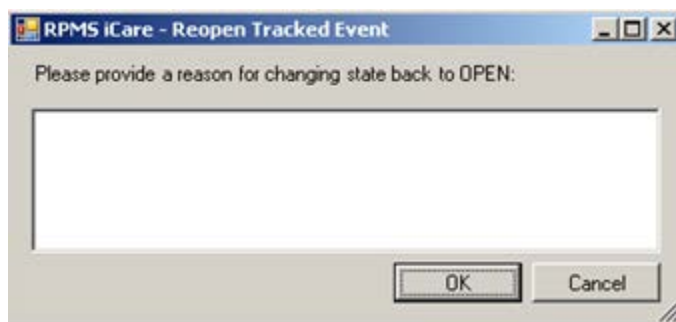 RPMS iCare - Reopen Tracked Event
Please provide a reason for changing state back to OPEN:
OK
Cancel